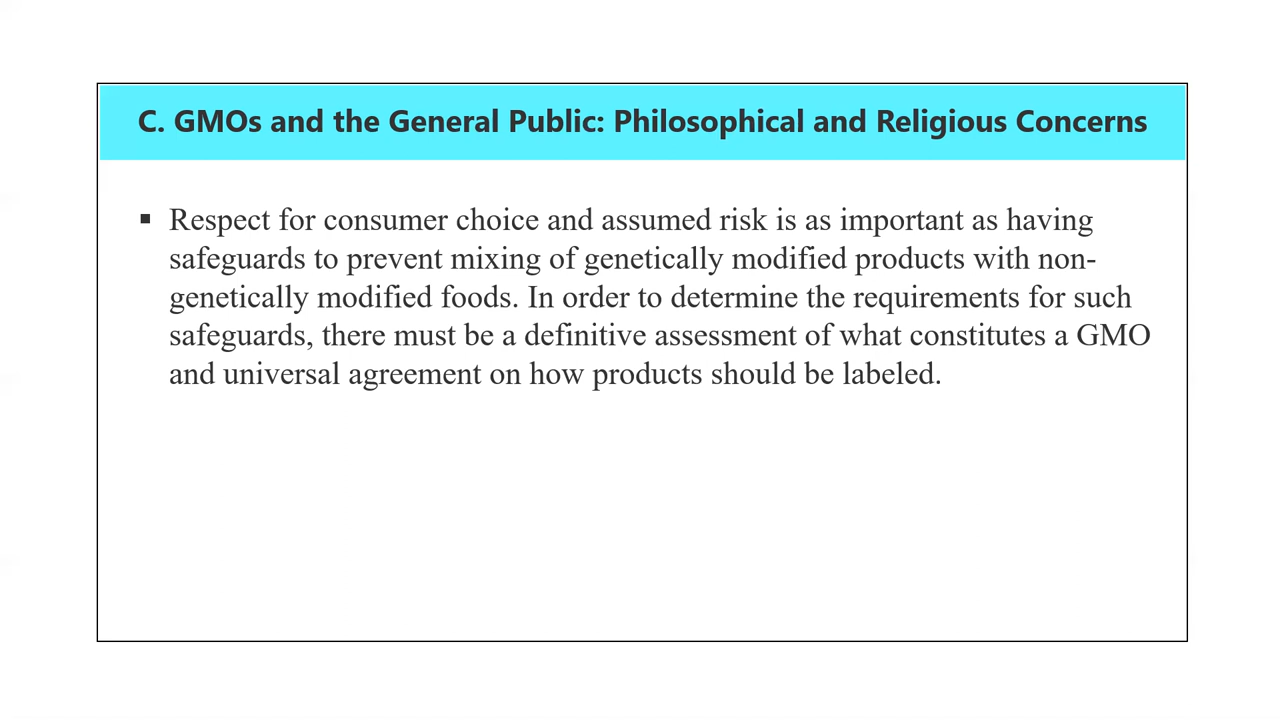 C. GMOs and the General Public: Philosophical and Religious Concerns
▪ Respect for consumer choice and assumed risk is as important as having
safeguards to prevent mixing of genetically modified products with non-
genetically modified foods. In order to determine the requirements for such
safeguards, there must be a definitive assessment of what constitutes a GMO
and universal agreement on how products should be labeled.